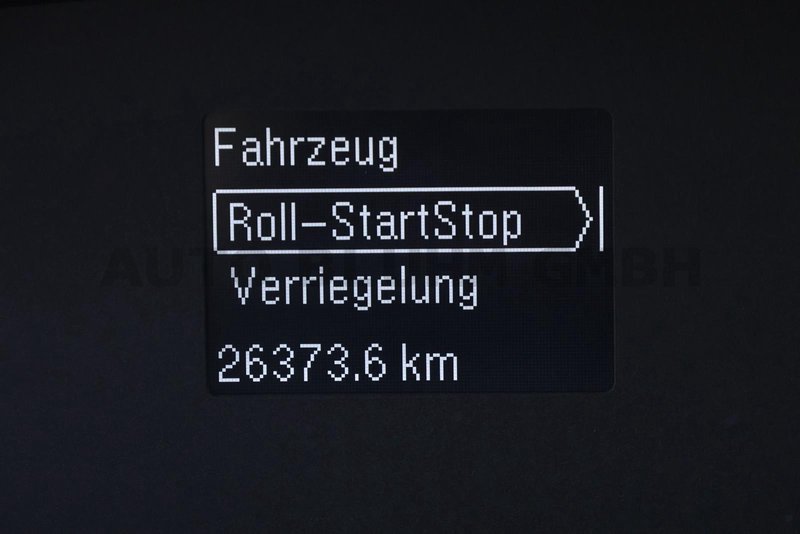 Fahrzeug
Roll-StartStop
Verriegelung
26373.6 km